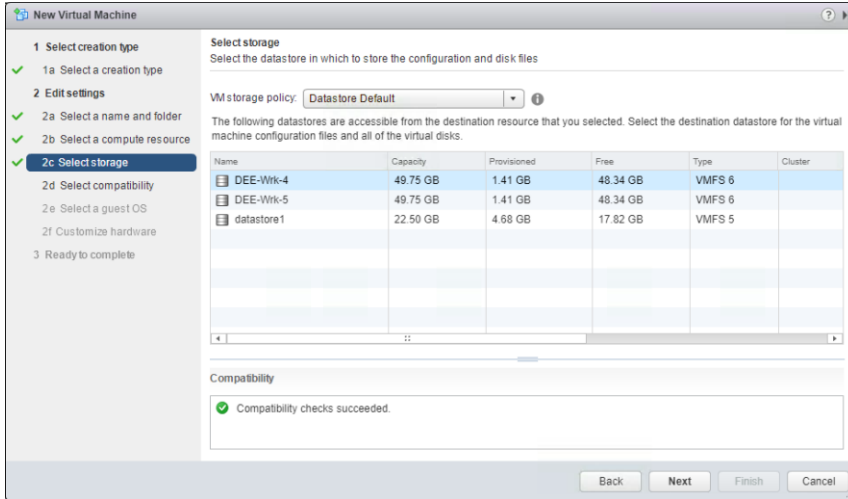 New Virtual Machine
?
1 Select creation type
1a Select a creation type
2 Edit settings
2a Select a name and folder
2b Select a compute resource
2c Select storage
2d Select compatibility
2e Select a guest OS
2f Customize hardware
3 Ready to complete
Select storage
Select the datastore in which to store the configuration and disk files
VM storage policy: Datastore Default
The following datastores are accessible from the destination resource that you selected. Select the destination datastore for the virtual
machine configuration files and all of the virtual disks.
Name Capacity Provisioned Free Type Cluster
DEE-Wrk-4 49.75 GB 1.41 GB 48.34 GB VMFS 6
DEE-Wrk-5 49.75 GB 1.41 GB 48.34 GB VMFS 6
datastore1 22.50 GB 4.68 GB 17.82 GB VMFS 5
Compatibility
Compatibility checks succeeded.
Back Next Finish Cancel